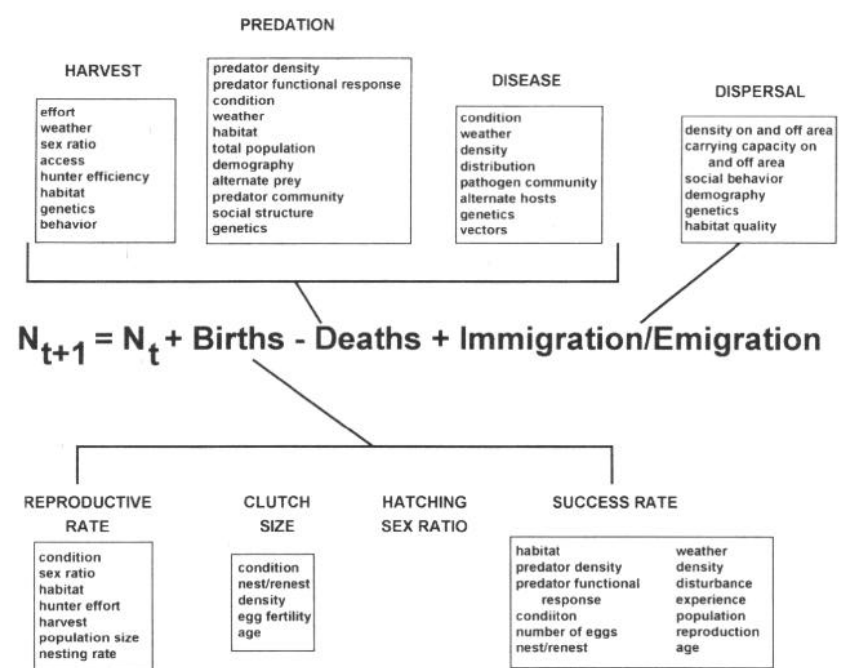 PREDATION
HARVEST
DISEASE
DISPERSAL
effort
weather
sex ratio
access
hunter efficiency
habitat
genetics
behavior
predator density
predator functional response
condition
weather
habitat
total population
demography
alternate prey
predator community
social structure
genetics
condition
weather
density
distribution
pathogen community
alternate hosts
genetics
vectors
density on and off area
carrying capacity on
and off area
social behavior
demography
genetics
habitat quality
Nt+1 = Nt + Births - Deaths + Immigration/Emigration
REPRODUCTIVE
RATE
condition
sex ratio
habitat
hunter effort
harvest
population size
nesting rate
CLUTCH
SIZE
condition
nest/renest
density
egg fertility
age
HATCHING
SEX RATIO
SUCCESS RATE
habitat
predator density
predator functional
response
condiiton
number of eggs
nest/renest
weather
density
disturbance
experience
population
reproduction
age